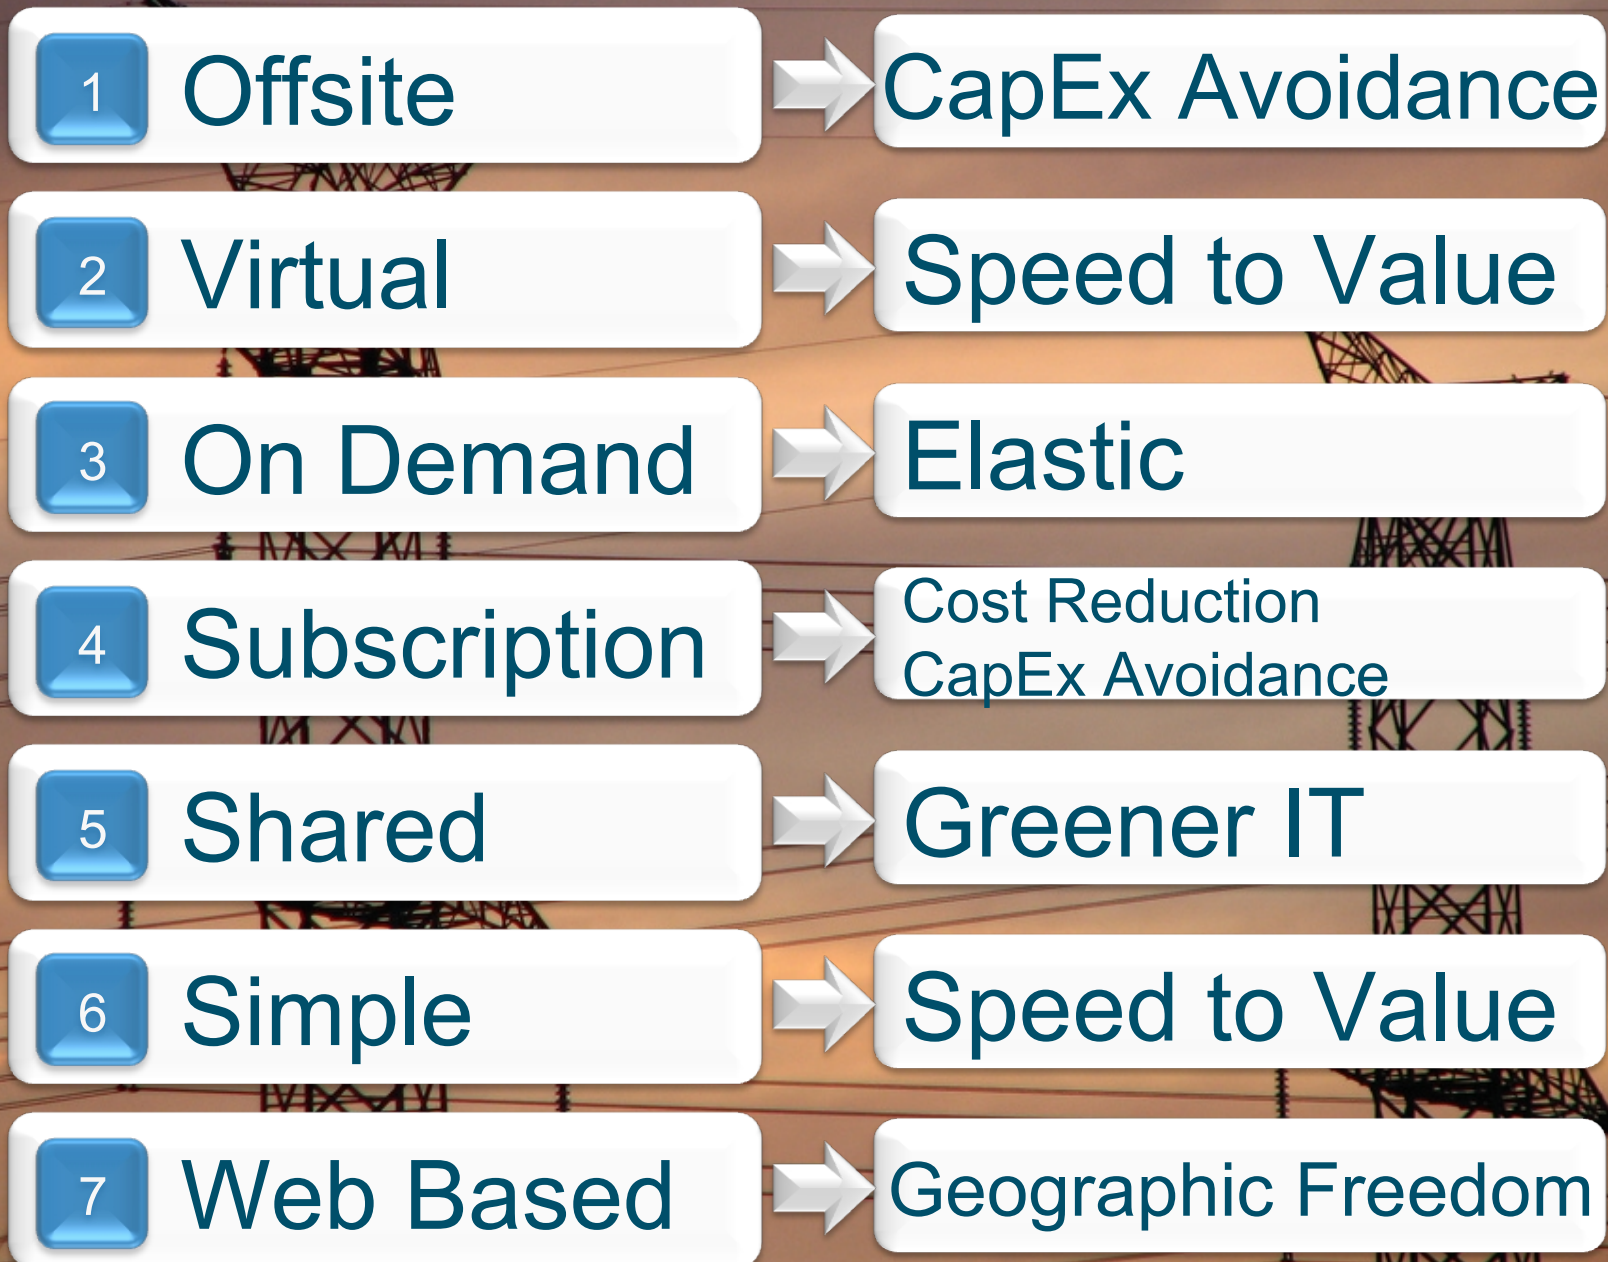 1 Offsite CapEx Avoidance
2 Virtual Speed to Value
3 On Demand Elastic
4 Subscription Cost Reduction
CapEx Avoidance
5 Shared Greener IT
6 Simple Speed to Value
7 Web Based Geographic Freedom